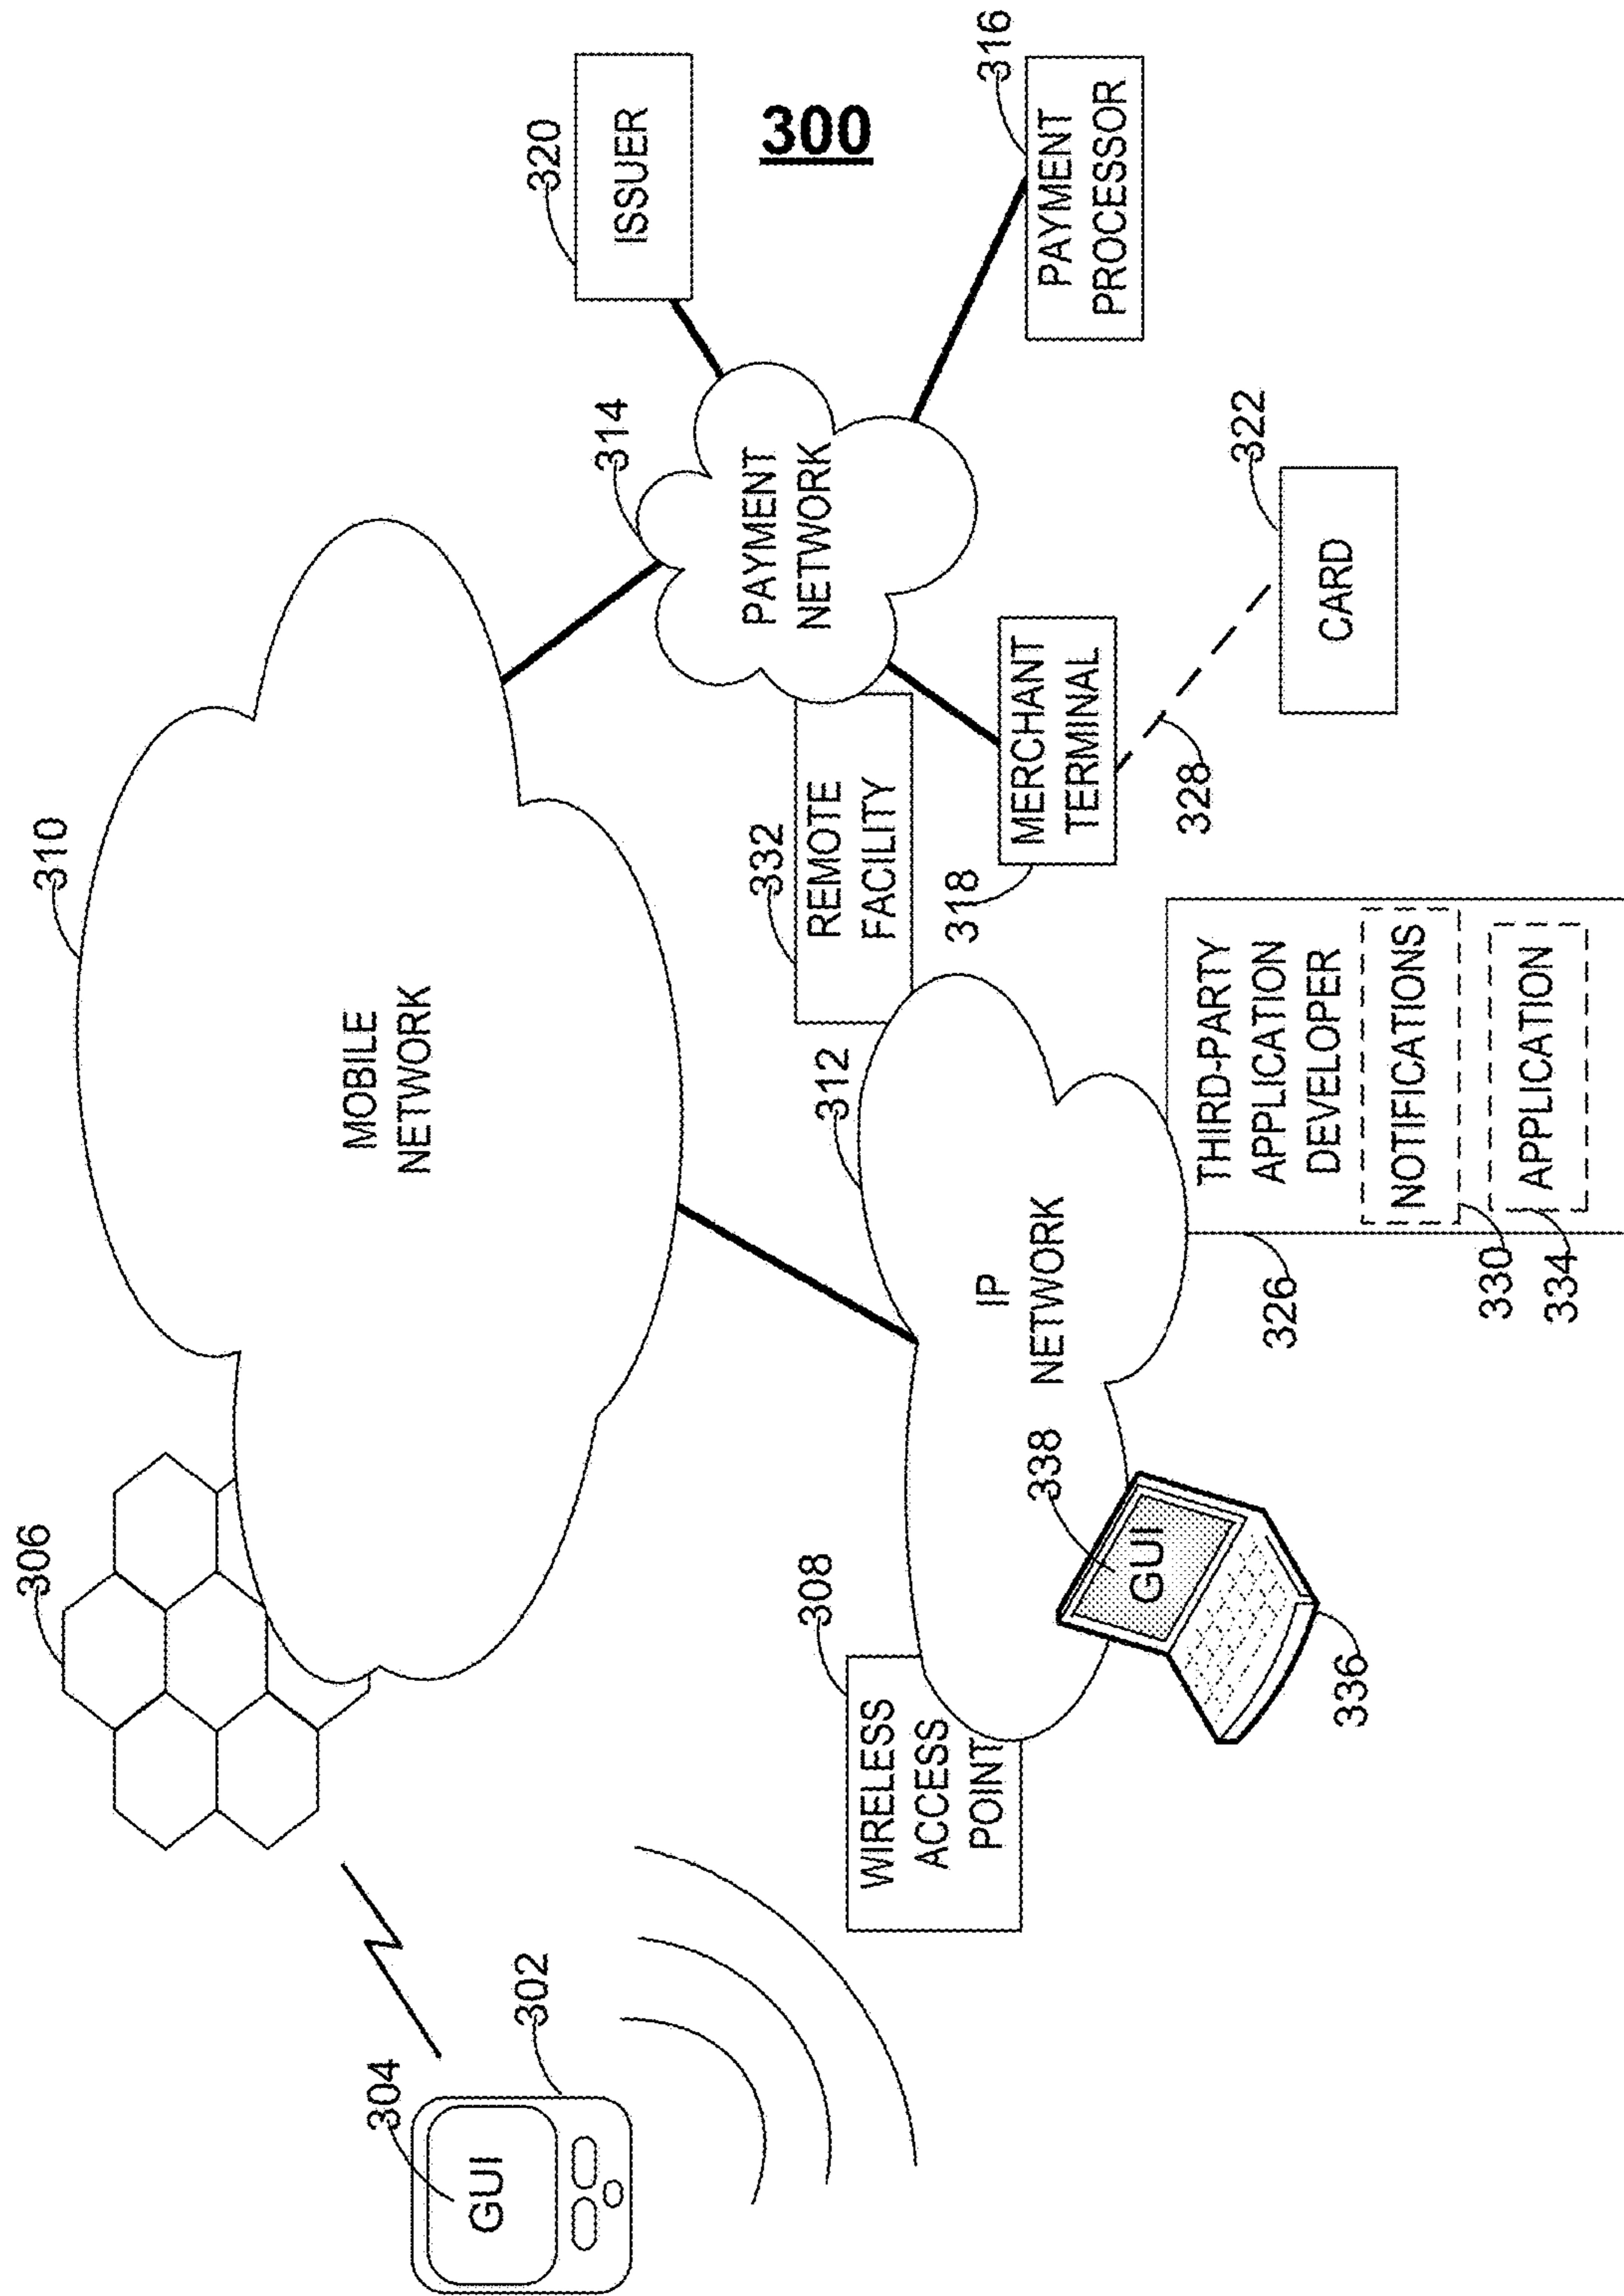 306
310
304
GUI
302
MOBILE
NETWORK
314
320
ISSUER
300
308
WIRELESS
ACCESS
POINT
312
332
REMOTE
FACILITY
PAYMENT
NETWORK
316
PAYMENT
PROCESSOR
338
GUI
336
IP
NETWORK
318
MERCHANT
TERMINAL
328
322
CARD
326
THIRD-PARTY
APPLICATION
DEVELOPER
330
NOTIFICATIONS
334
APPLICATION